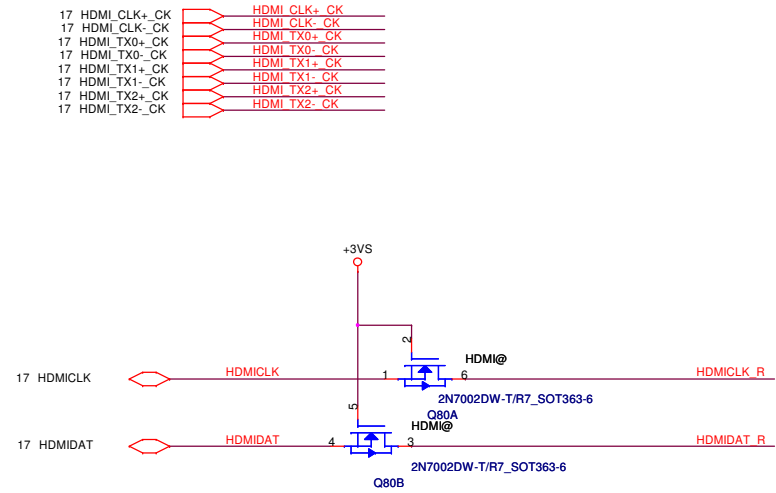 17 HDMI_CLK+_CK HDMI_CLK+_CK
17 HDMI_CLK-_CK HDMI_CLK-_CK
17 HDMI_TX0+_CK HDMI_TX0+_CK
17 HDMI_TX0-_CK HDMI_TX0-_CK
17 HDMI_TX1+_CK HDMI_TX1+_CK
17 HDMI_TX1-_CK HDMI_TX1-_CK
17 HDMI_TX2+_CK HDMI_TX2+_CK
17 HDMI_TX2-_CK HDMI_TX2-_CK
+3VS
2
HDMI@
17 HDMICLK HDMICLK 1 6 HDMICLK_R
2N7002DW-T/R7_SOT363-6
5 Q80A
HDMI@
17 HDMIDAT HDMIDAT 4 3 HDMIDAT_R
2N7002DW-T/R7_SOT363-6
Q80B